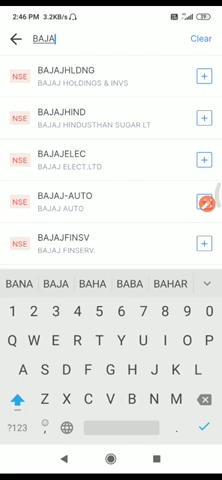 2:46 PM 3.2KB/s 39
BAJA Clear
NSE BAJAJHLDNG
BAJAJ HOLDINGS & INVS
NSE BAJAJHIND
BAJAJ HINDUSTHAN SUGAR LT
NSE BAJAJELEC
BAJAJ ELECT.LTD
NSE BAJAJ-AUTO
BAJAJ AUTO
NSE BAJAJFINSV
BAJAJ FINSERV.
BANA BAJA BAHA BABA BAHAR
1 2 3 4 5 6 7 8 9 0
Q W E R T Y U I O P
A S D F G H J K L
Z X C V B N M
?123 , .